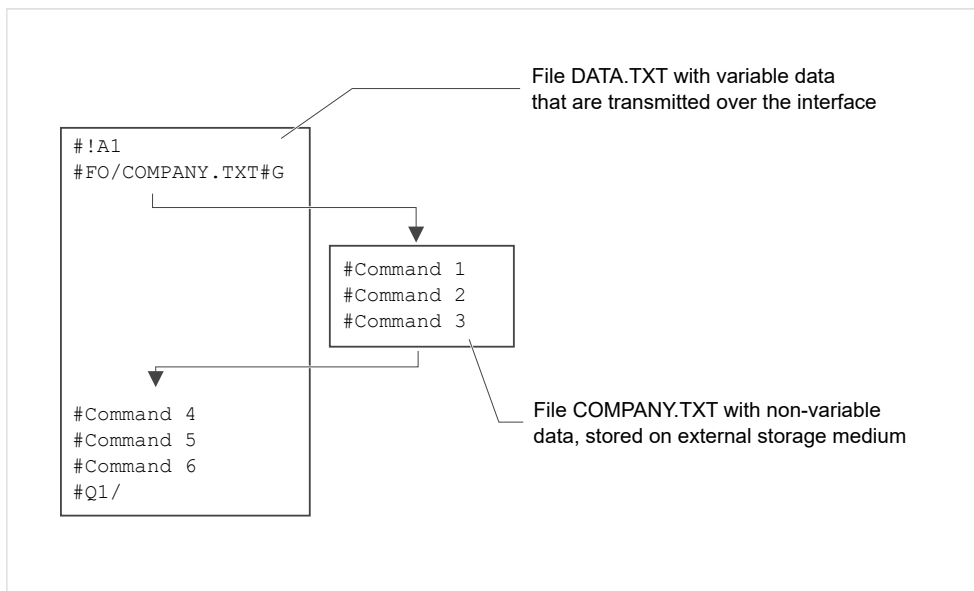 File DATA.TXT with variable data
that are transmitted over the interface
#!A1
#FO/COMPANY.TXT#G
#Command 1
#Command 2
#Command 3
#Command 4
#Command 5
#Command 6
#Q1/
File COMPANY.TXT with non-variable
data, stored on external storage medium